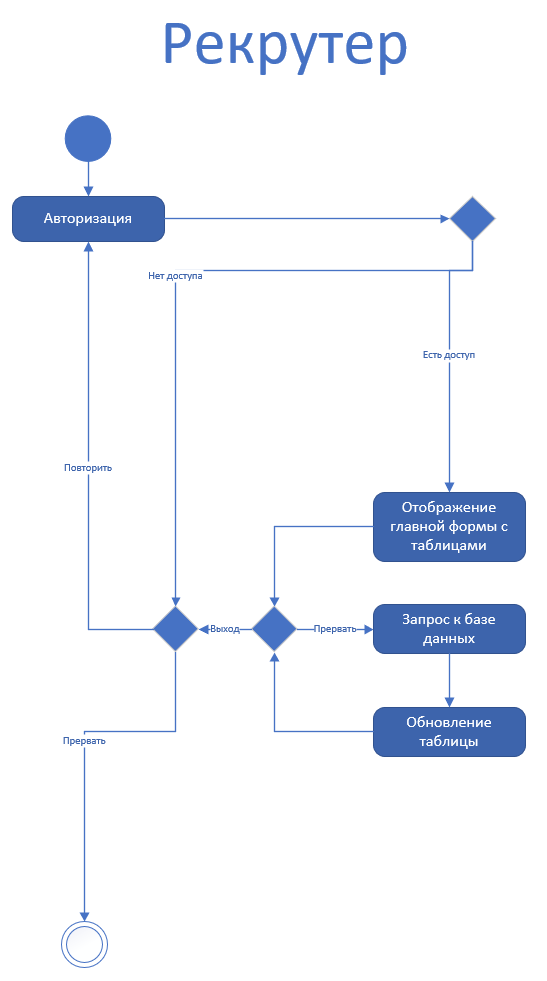 Рекрутер
Авторизация
Нет доступа
Есть доступ
Повторить
Отображение
главной формы с
таблицами
Выход
Прервать
Запрос к базе
данных
Обновление
таблицы
Прервать